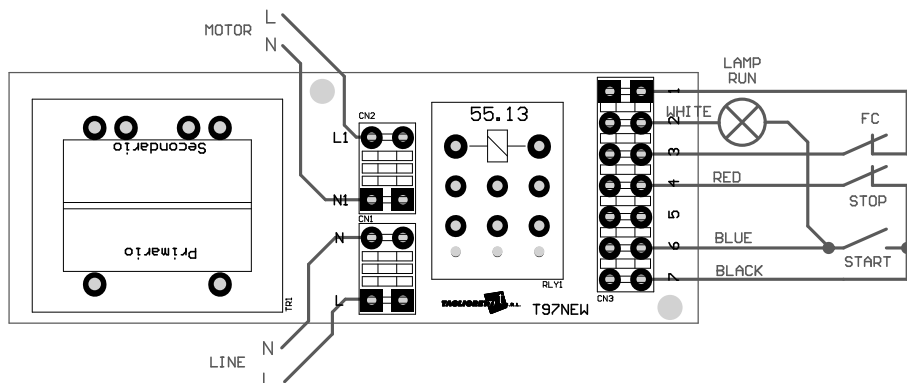 L
MOTOR
N
LAMP
RUN
CN2
55.13
1
WHITE
2
FC
L1
Secondario
3
RED
4
STOP
N1
CN1
5
N
BLUE
6
Primario
START
BLACK
7
L
RLY1
CN3
TR1
T97NEW
N
LINE
L